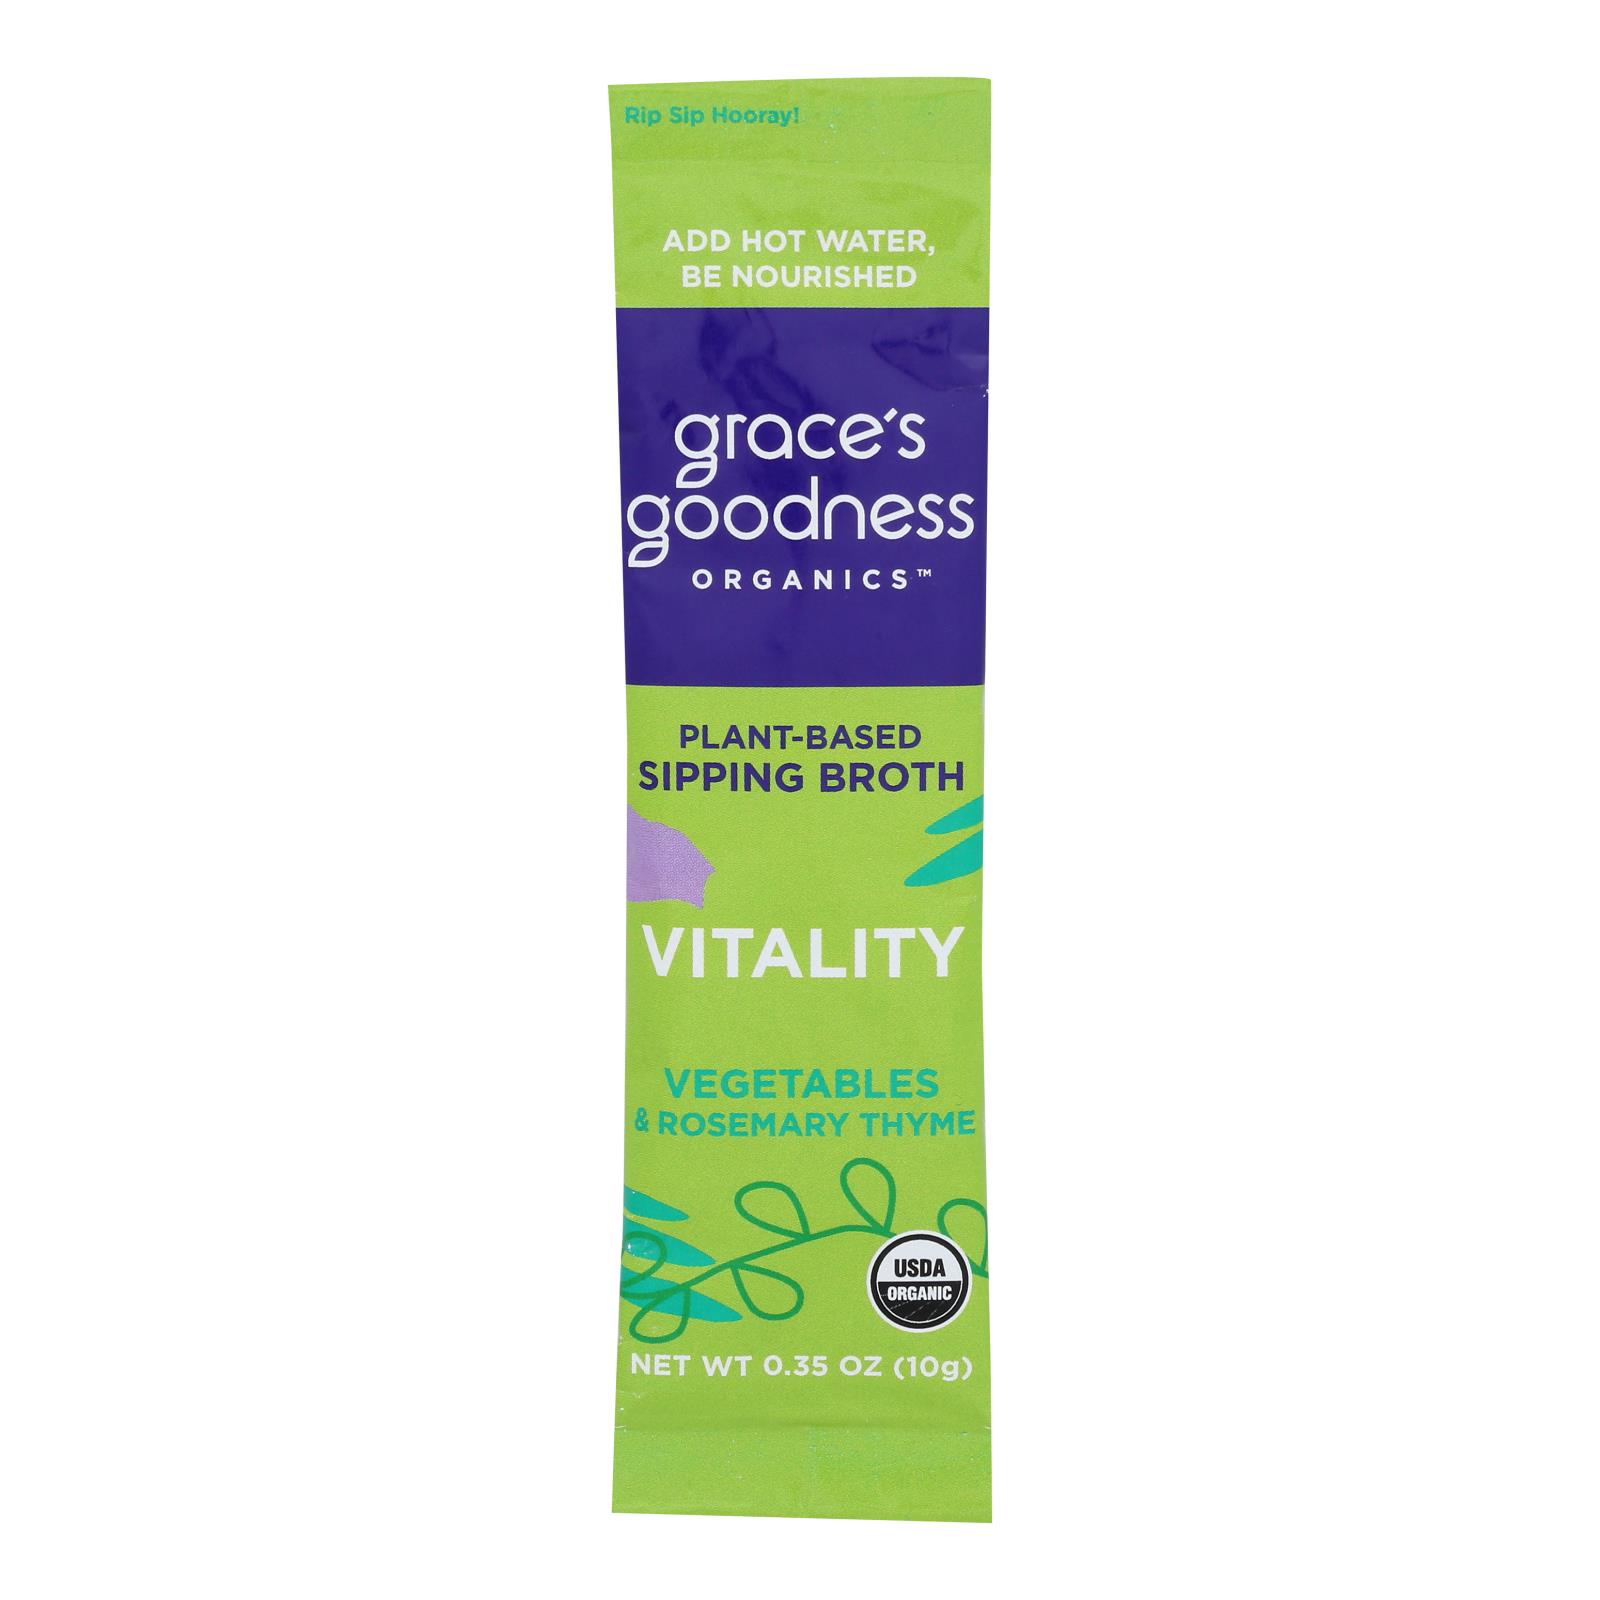 Rip Sip Hooray!
ADD HOT WATER,
BE NOURISHED
grace's
goodness
ORGANICS™
PLANT-BASED
SIPPING BROTH
VITALITY
VEGETABLES
& ROSEMARY THYME
USDA
ORGANIC
NET WT 0.35 OZ (10g)